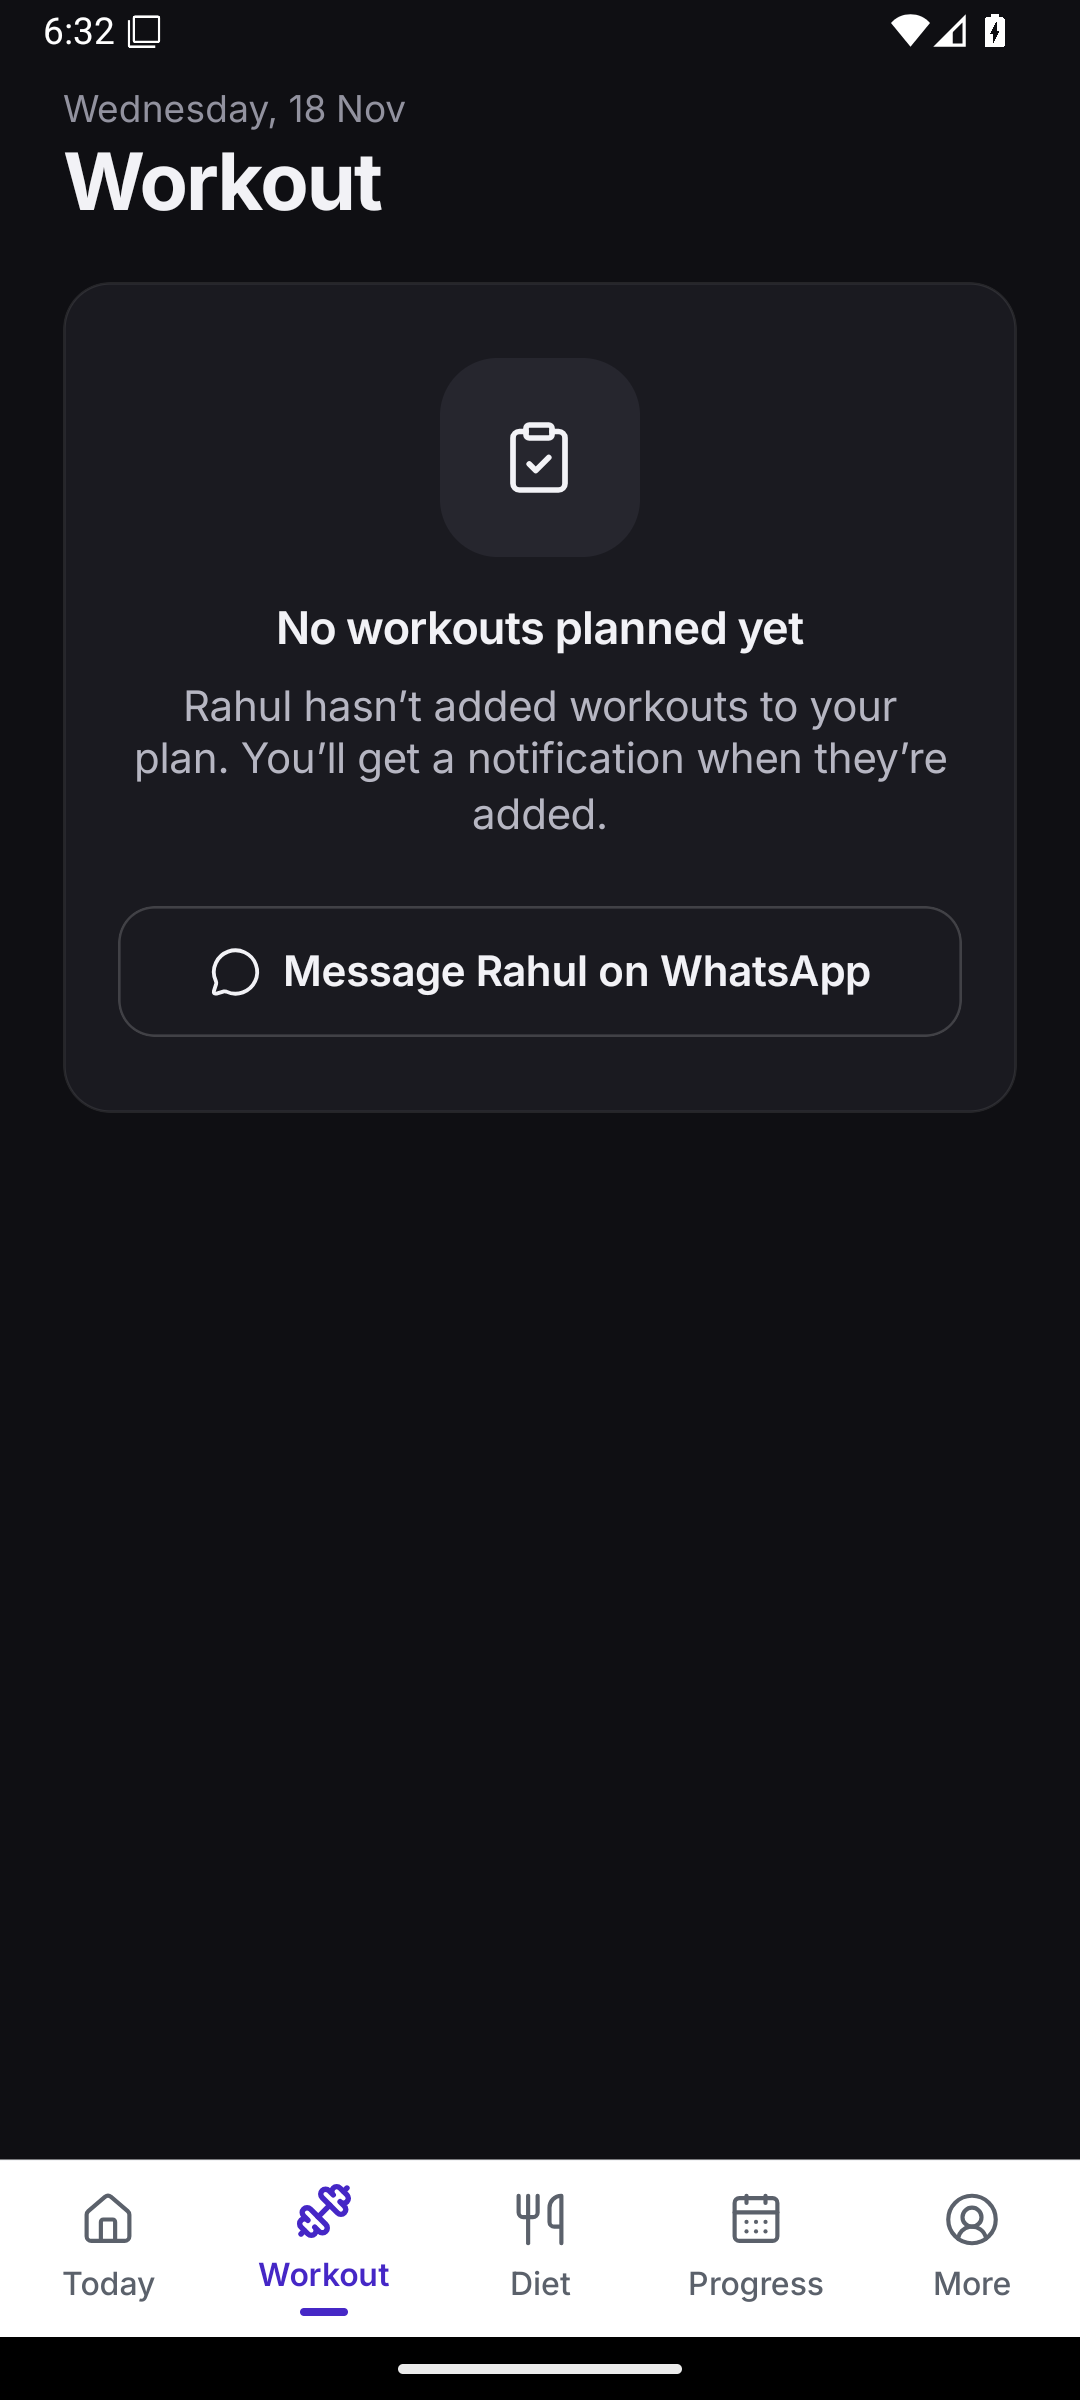 6:32
Wednesday, 18 Nov
Workout
No workouts planned yet
Rahul hasn’t added workouts to your
plan. You’ll get a notification when they’re
added.
Message Rahul on WhatsApp
Today
Workout
Diet
Progress
More